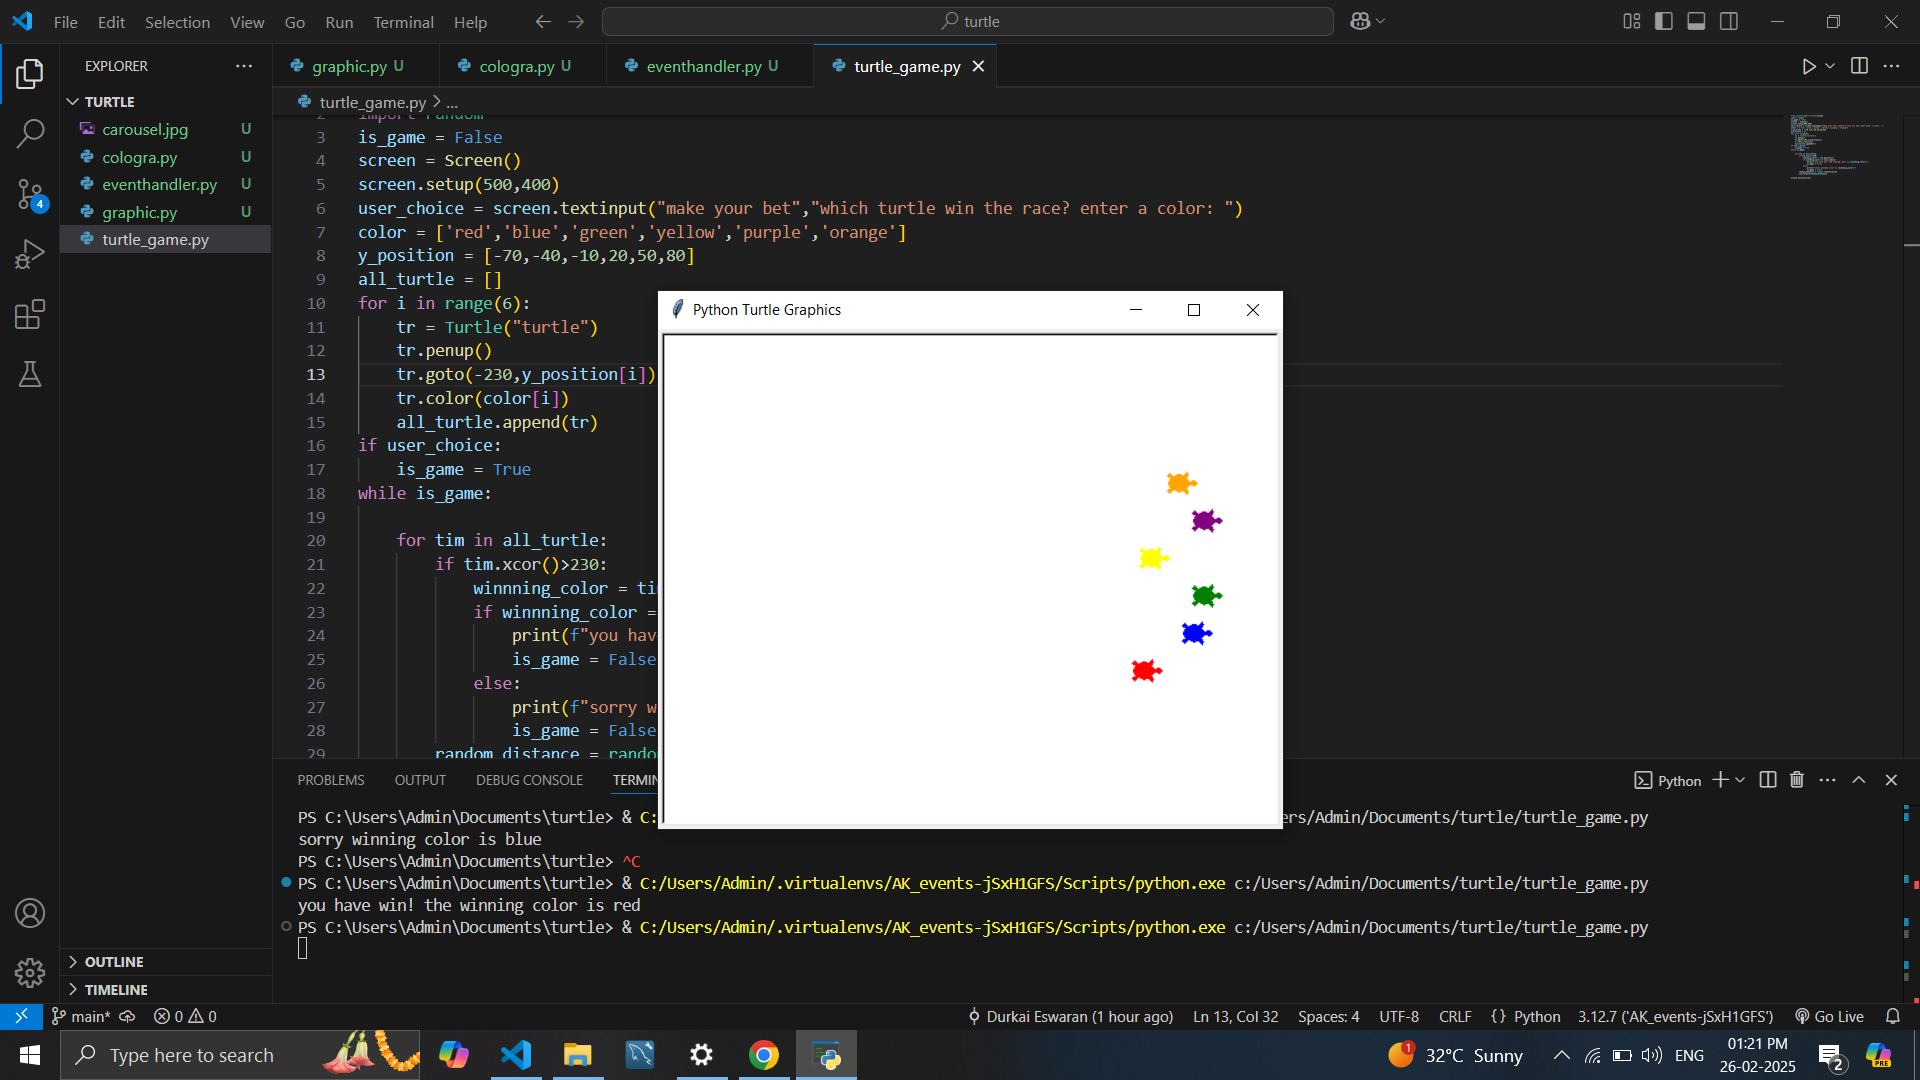 File Edit Selection View Go Run Terminal Help
turtle
EXPLORER
graphic.py U
cologra.py U
eventhandler.py U
turtle_game.py
TURTLE
carousel.jpg U
cologra.py U
eventhandler.py U
graphic.py U
turtle_game.py
turtle_game.py > ...
2 import random
3 is_game = False
4 screen = Screen()
5 screen.setup(500,400)
6 user_choice = screen.textinput("make your bet","which turtle win the race? enter a color: ")
7 color = ['red','blue','green','yellow','purple','orange']
8 y_position = [-70,-40,-10,20,50,80]
9 all_turtle = []
10 for i in range(6):
11 tr = Turtle("turtle")
12 tr.penup()
13 tr.goto(-230,y_position[i])
14 tr.color(color[i])
15 all_turtle.append(tr)
16 if user_choice:
17 is_game = True
18 while is_game:
19
20 for tim in all_turtle:
21 if tim.xcor()>230:
22 winnning_color =
23 if winnning_color =
24 print(f"you hav
25 is_game = False
26 else:
27 print(f"sorry w
28 is_game = False
29 random_distance =
Python Turtle Graphics
PROBLEMS OUTPUT DEBUG CONSOLE TERMIN
Python
PS C:\Users\Admin\Documents\turtle> & C: rs/Admin/Documents/turtle/turtle_game.py
sorry winning color is blue
PS C:\Users\Admin\Documents\turtle> ^C
PS C:\Users\Admin\Documents\turtle> & C:/Users/Admin/.virtualenvs/AK_events-jSxH1GFS/Scripts/python.exe c:/Users/Admin/Documents/turtle/turtle_game.py
you have win! the winning color is red
PS C:\Users\Admin\Documents\turtle> & C:/Users/Admin/.virtualenvs/AK_events-jSxH1GFS/Scripts/python.exe c:/Users/Admin/Documents/turtle/turtle_game.py
OUTLINE
TIMELINE
4
main* 0 0 Durkai Eswaran (1 hour ago) Ln 13, Col 32 Spaces: 4 UTF-8 CRLF {} Python 3.12.7 ('AK_events-jSxH1GFS') Go Live
Type here to search
1 32°C Sunny ENG
01:21 PM
26-02-2025
2
PRE